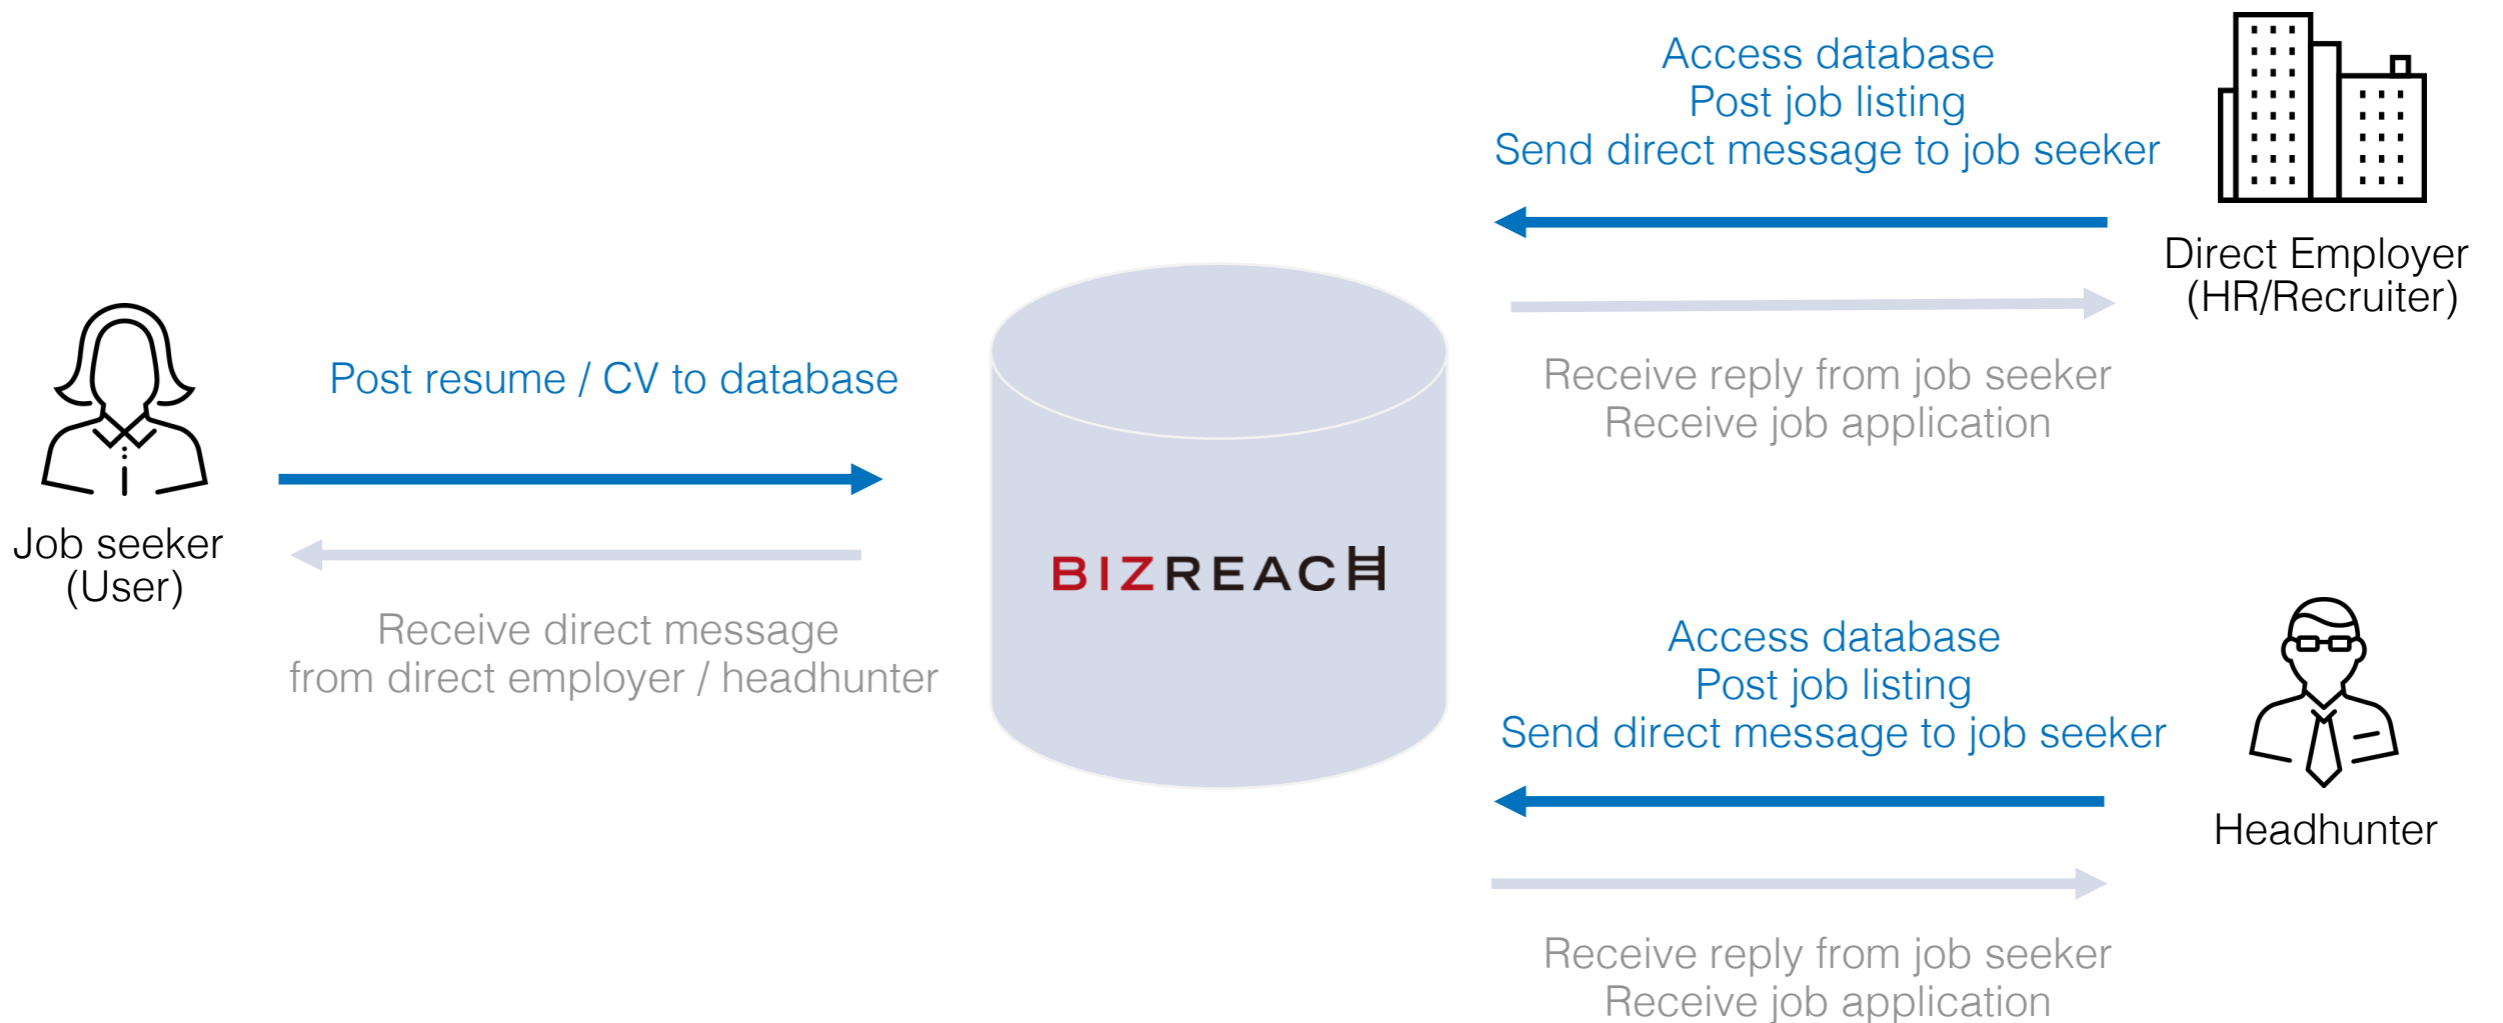 Post resume / CV to database
Job seeker
(User)
Receive direct message
from direct employer / headhunter
BIZREACH
Access database
Post job listing
Send direct message to job seeker
Direct Employer
(HR/Recruiter)
Receive reply from job seeker
Receive job application
Access database
Post job listing
Send direct message to job seeker
Headhunter
Receive reply from job seeker
Receive job application